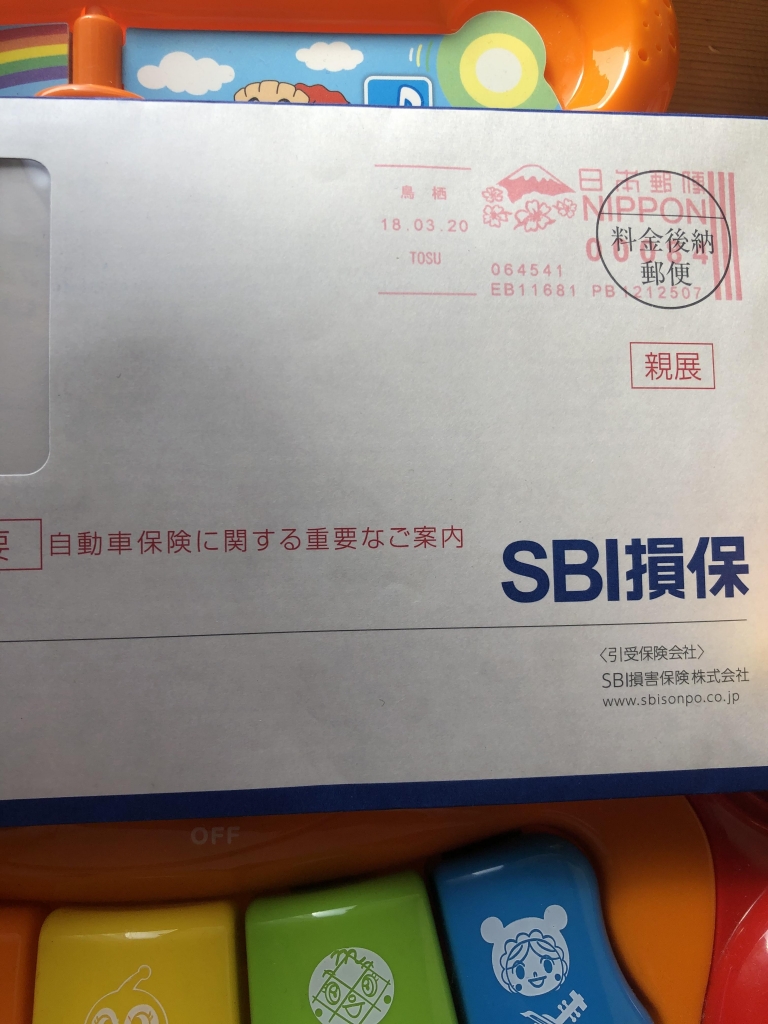 鳥栖
18.03.20
TOSU
日本郵便
NIPPON
00084
064541
EB11681 PB1212507
料金後納
郵便
親展
要 自動車保険に関する重要なご案内
SBI損保
〈引受保険会社〉
SBI損害保険株式会社
www.sbisonpo.co.jp
OFF